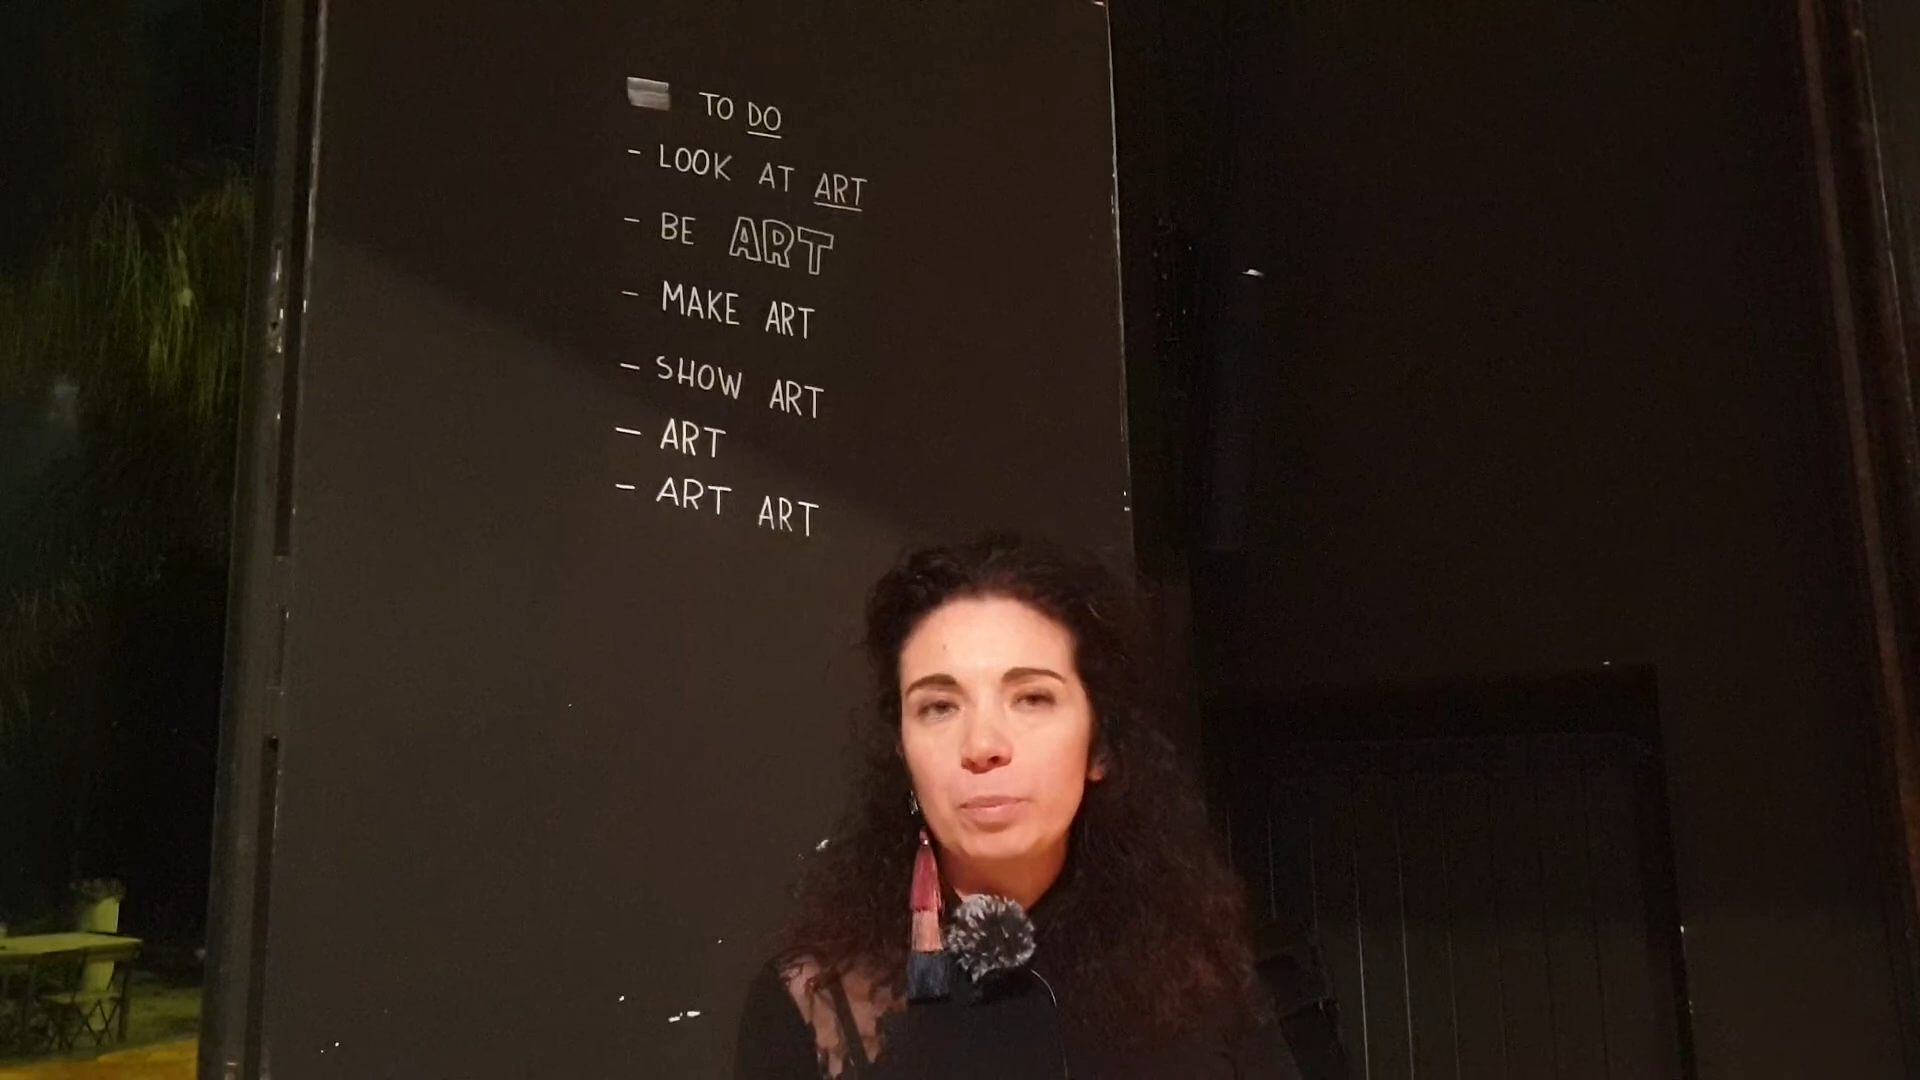 TO DO
- LOOK AT ART
- BE ART
- MAKE ART
- SHOW ART
- ART
- ART ART